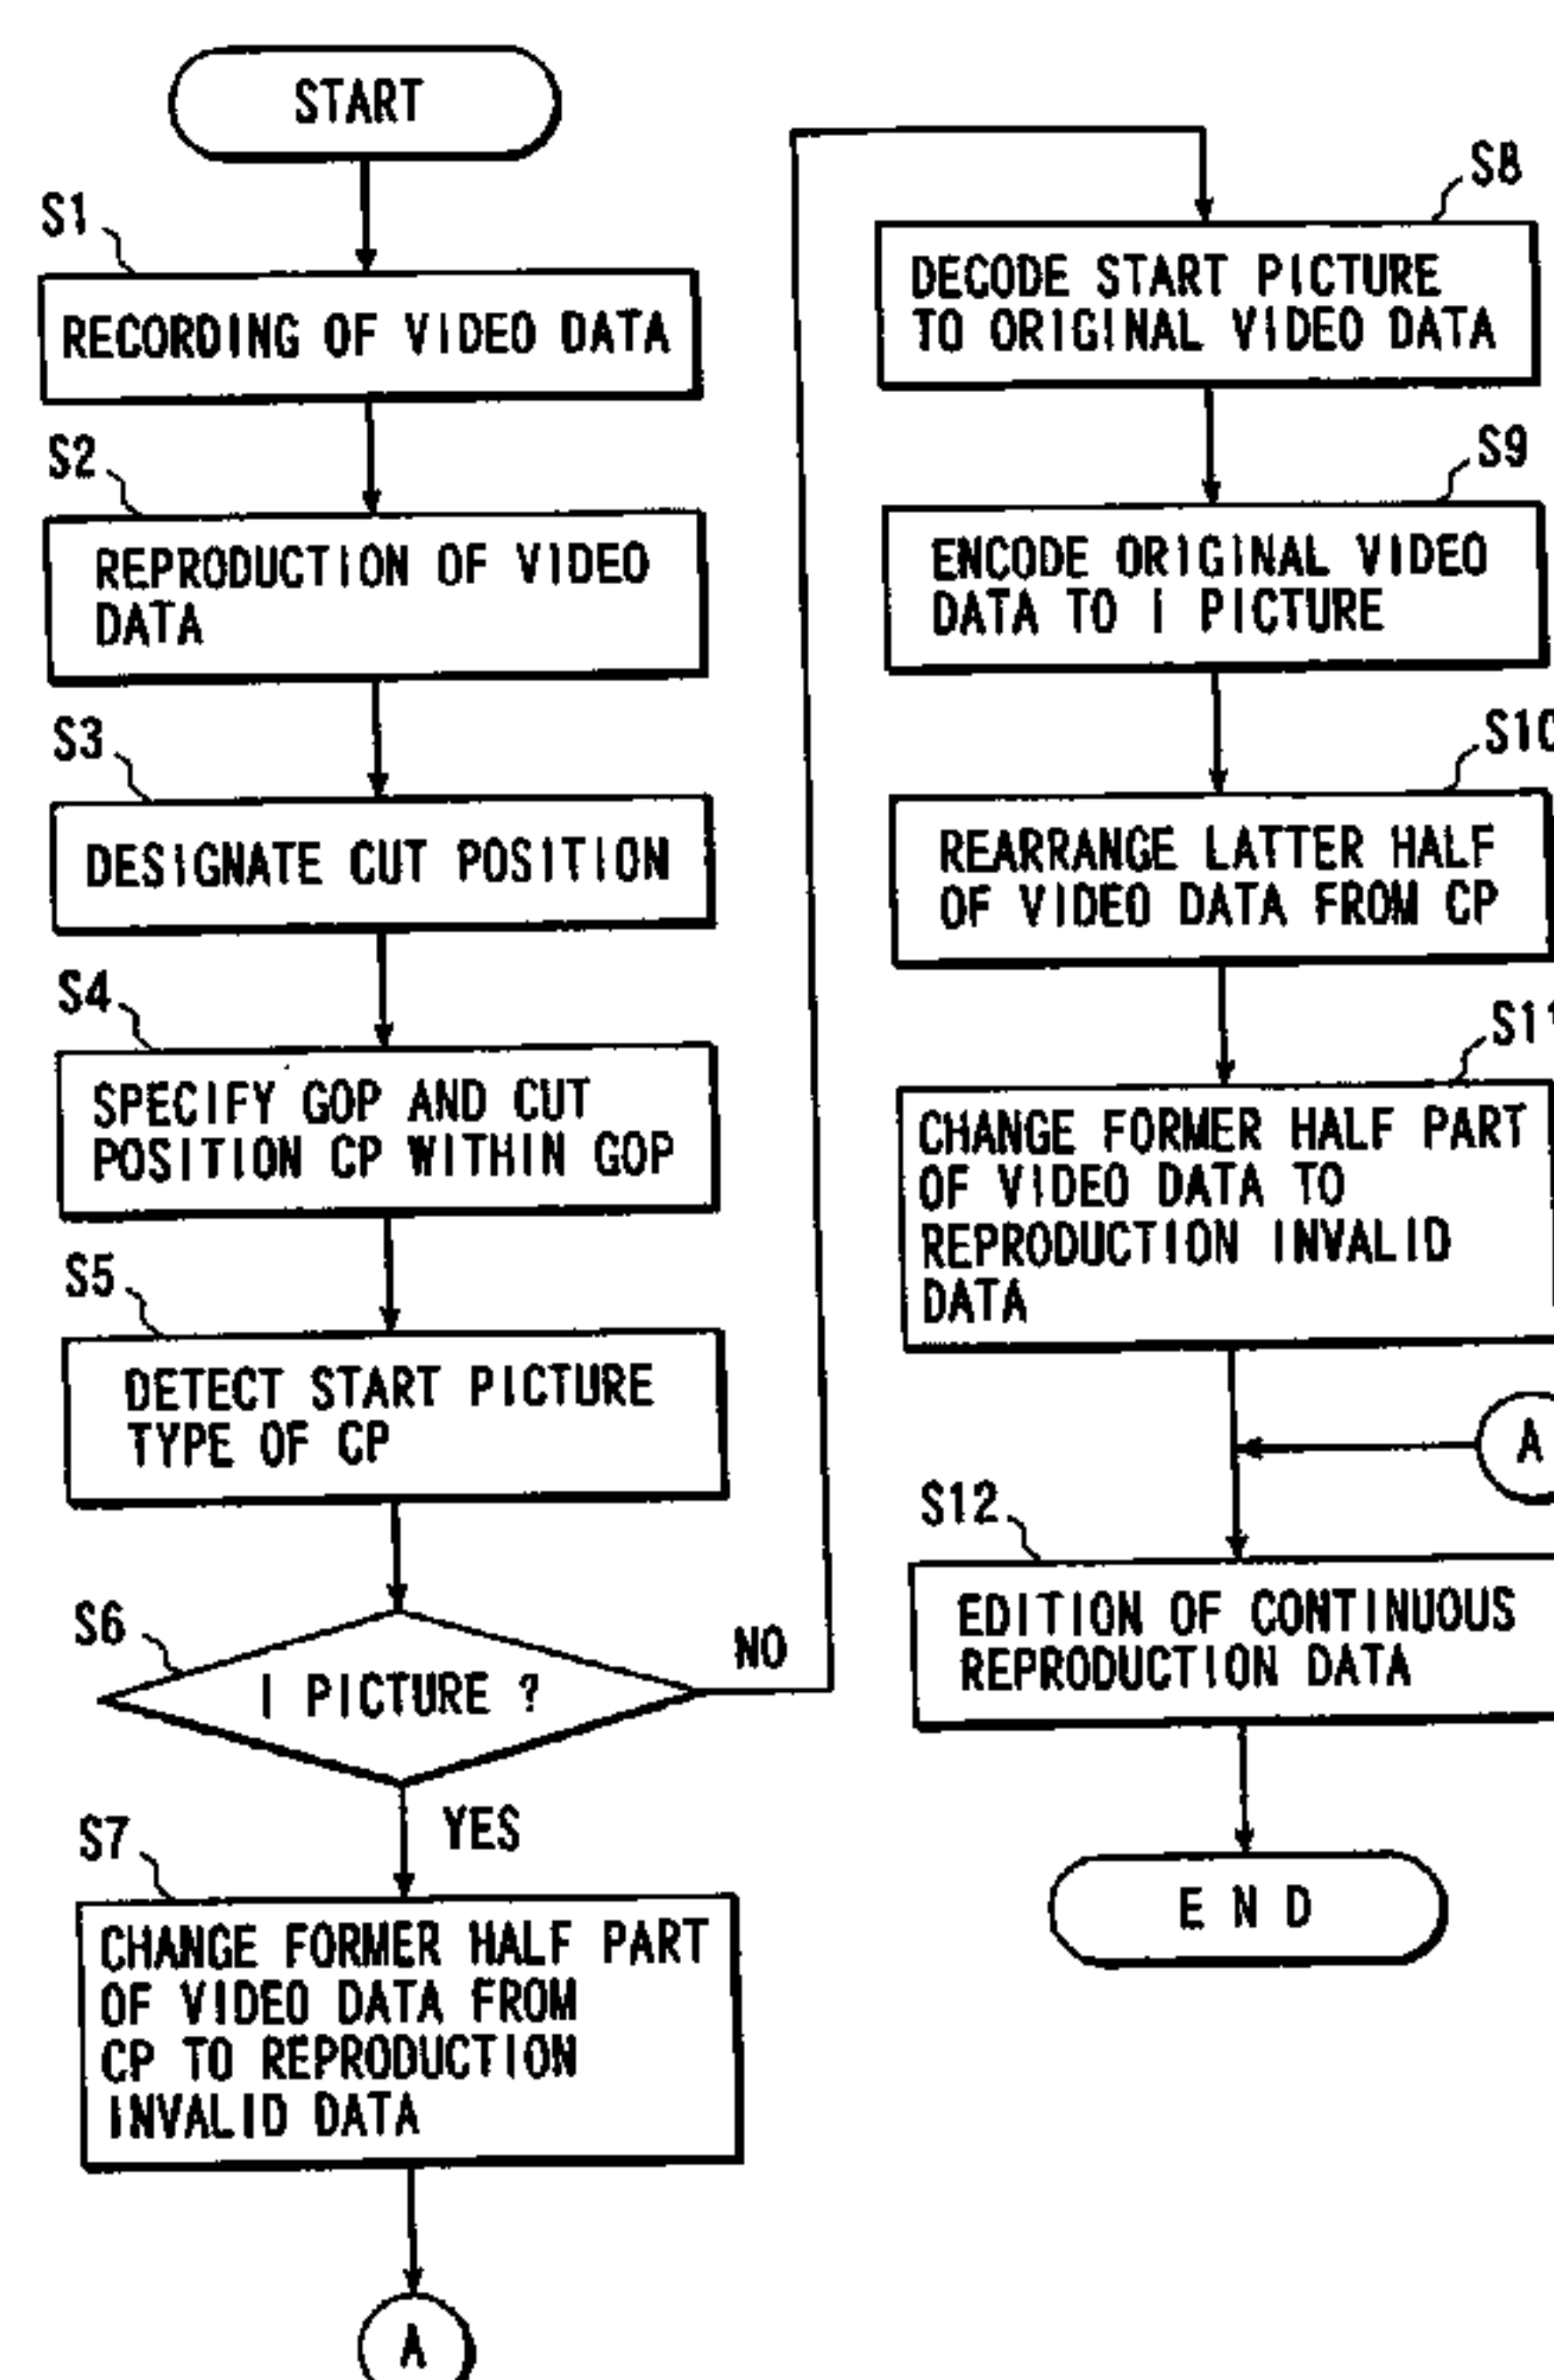 START
S1
RECORDING OF VIDEO DATA
S2
REPRODUCTION OF VIDEO
DATA
S3
DESIGNATE CUT POSITION
S4
SPECIFY GOP AND CUT
POSITION CP WITHIN GOP
S5
DETECT START PICTURE
TYPE OF CP
S6
I PICTURE ?
NO
YES
S7
CHANGE FORMER HALF PART
OF VIDEO DATA FROM
CP TO REPRODUCTION
INVALID DATA
A
S8
DECODE START PICTURE
TO ORIGINAL VIDEO DATA
S9
ENCODE ORIGINAL VIDEO
DATA TO I PICTURE
S10
REARRANGE LATTER HALF
OF VIDEO DATA FROM CP
S11
CHANGE FORMER HALF PART
OF VIDEO DATA TO
REPRODUCTION INVALID
DATA
A
S12
EDITION OF CONTINUOUS
REPRODUCTION DATA
END